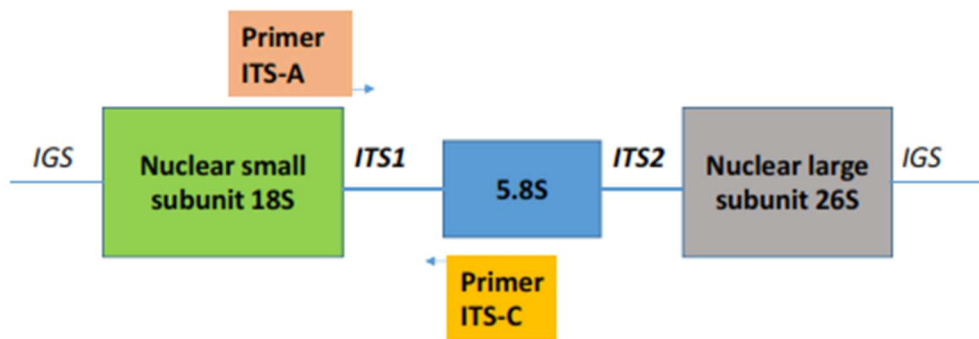 Primer
ITS-A
IGS
Nuclear small
subunit 18S
ITS1
5.8S
ITS2
Nuclear large
subunit 26S
IGS
Primer
ITS-C